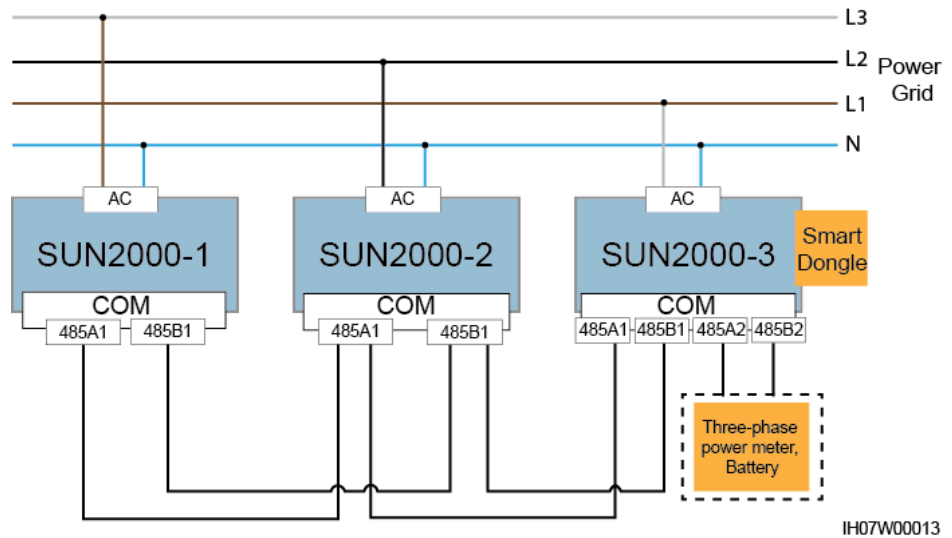 L3
L2
Power
Grid
L1
N
AC
AC
AC
SUN2000-1
SUN2000-2
SUN2000-3
Smart
Dongle
COM
COM
COM
485A1
485B1
485A1
485B1
485A1
485B1
485A2
485B2
Three-phase
power meter,
Battery
IH07W00013